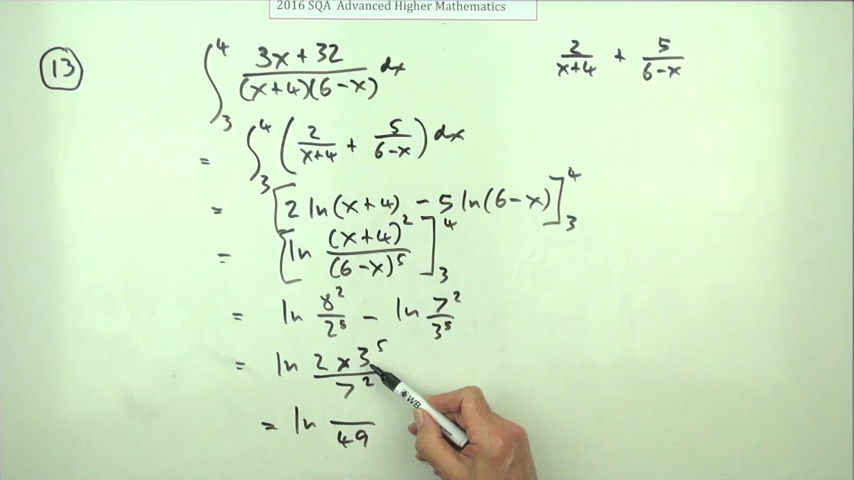 2016 SQA Advanced Higher Mathematics
13
∫₃⁴ (3x + 32)/((x+4)(6−x)) dx
2/(x+4) + 5/(6−x)
= ∫₃⁴ (2/(x+4) + 5/(6−x)) dx
= [2 ln(x+4) − 5 ln(6−x)]₃⁴
= [ln (x+4)²/(6−x)⁵]₃⁴
= ln 8²/2⁵ − ln 7²/3⁵
= ln (2 × 3⁵)/7²
= ln /49
WB